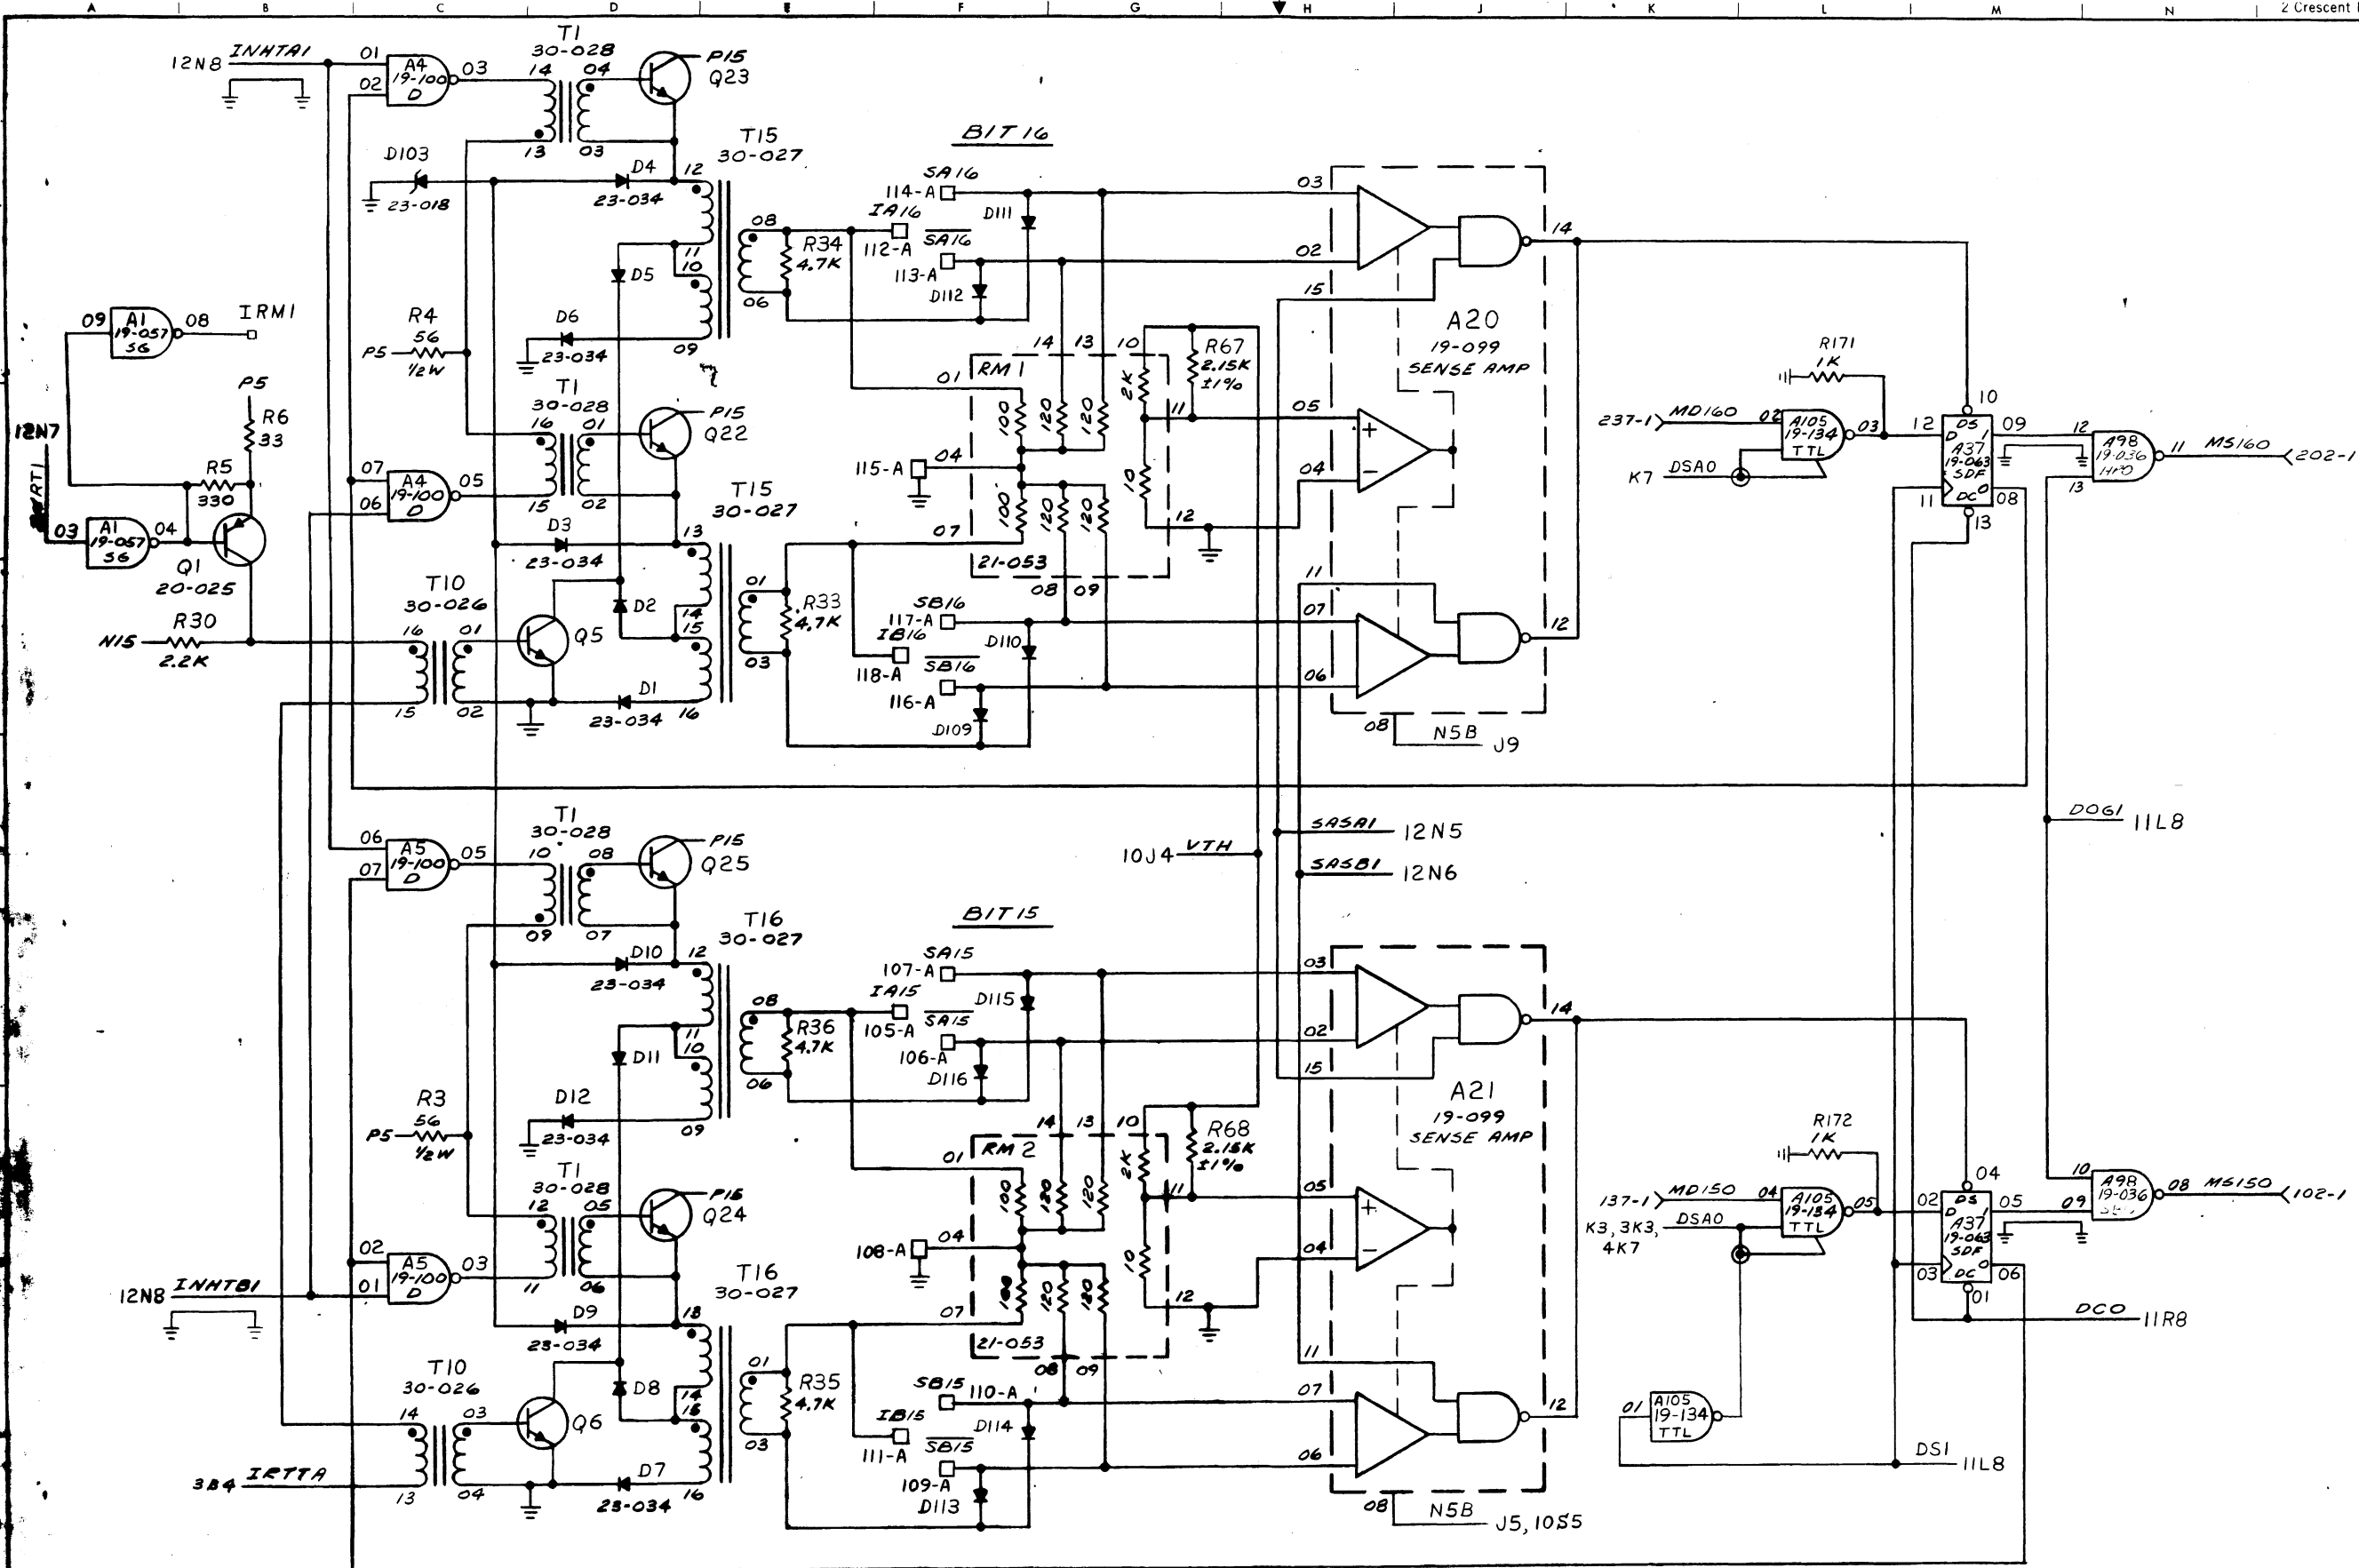 A B C D E F G H J K L M N 2 Crescent
12N8 INHTA1 01 02 A4 19-100 D 03
T1 30-028 14 04 13 03
P15 Q23
D103 23-018
D4 23-034
T15 30-027 12 11 10 09 08 06
D5
D6 23-034
R34 4.7K
BIT16
SA16 114-A
IA16 112-A
SA16 113-A
D111
D112
03 02 15 14
A20 19-099 SENSE AMP
09 A1 19-057 SG 08 IRM1
P5 R6 33
12N7
R5 330
03 A1 19-057 SG 04
Q1 20-025
R30 2.2K N15
R4 56 1/2W P5
T1 30-028 16 01 15 02
P15 Q22
07 06 A4 19-100 D 05
D3 23-034
T15 30-027 13 14 15 16 01 03
D2
T10 30-026 16 01 15 02
Q5
D1 23-034
R33 4.7K
115-A
RM1 14 13 10 01 04 07 08 09 11 12
100 120 120 2K
100 120 120 10
21-053
R67 2.15K ±1%
05 04
+
−
SB16 117-A
IB16 118-A
SB16 116-A
D110
D109
11 07 06 12
08 N5B J9
R171 1K
237-1 MD160 02 A105 19-134 TTL 03
K7 DSA0
12 D DS 1 09 A37 19-063 SDF 11 DC 0 08 10 13
12 A98 19-036 11 MS160 202-1
13
10J4 VTH
SASA1 12N5
SASB1 12N6
DOG1 11L8
06 07 A5 19-100 D 05
T1 30-028 10 08 09 07
P15 Q25
D10 23-034
T16 30-027 12 11 10 09 08 06
D11
D12 23-034
R36 4.7K
BIT15
SA15 107-A
IA15 105-A
SA15 106-A
D115
D116
03 02 15 14
A21 19-099 SENSE AMP
R3 56 1/2W P5
T1 30-028 12 05 11 06
P15 Q24
02 01 A5 19-100 D 03
12N8 INHTB1
D9 23-034
T16 30-027 13 14 15 16 01 03
D8
T10 30-026 14 03 13 04
Q6
D7 23-034
3B4 IRTTA
R35 4.7K
108-A
RM2 14 13 10 01 04 07 08 09 11 12
100 120 120 2K
100 120 120 10
21-053
R68 2.15K ±1%
05 04
+
−
SB15 110-A
IB15 111-A
SB15 109-A
D114
D113
11 07 06 12
08 N5B J5, 10S5
R172 1K
137-1 MD150 04 A105 19-134 TTL 05
K3, 3K3, DSA0
4K7
02 D DS 1 05 A37 19-063 SDF 03 DC 0 06 04 01
10 A98 19-036 08 MS150 102-1
09
DC0 11R8
01 A105 19-134 TTL
DS1 11L8